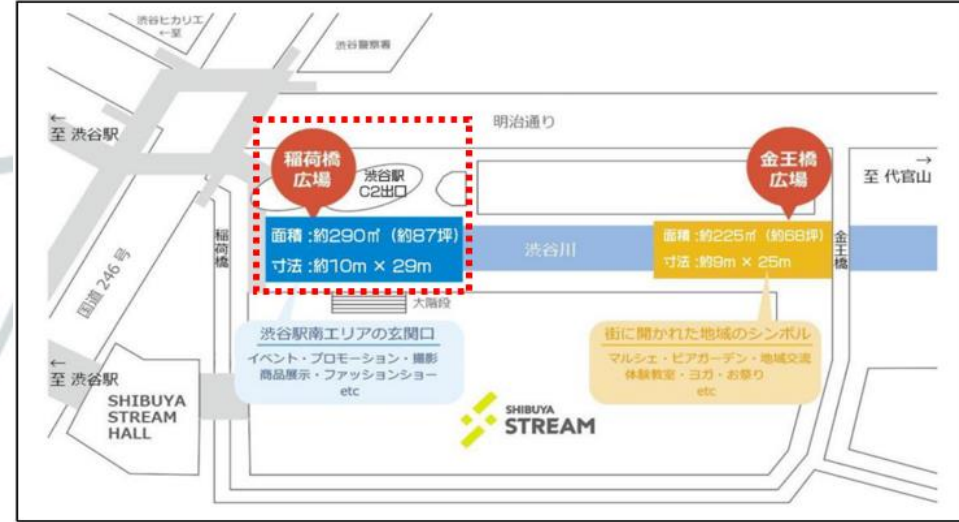 渋谷ヒカリエ
←至
渋谷警察署
←
至 渋谷駅
明治通り
稲荷橋
広場
渋谷駅
C2出口
金王橋
広場
→
至 代官山
面積:約290㎡（約87坪）
寸法:約10m × 29m
渋谷川
面積:約225㎡（約68坪）
寸法:約9m × 25m
稲荷橋
金王橋
国道246号
大階段
渋谷駅南エリアの玄関口
イベント・プロモーション・撮影
商品展示・ファッションショー
etc
街に開かれた地域のシンボル
マルシェ・ビアガーデン・地域交流
体験教室・ヨガ・お祭り
etc
←
至 渋谷駅
SHIBUYA
STREAM
HALL
SHIBUYA
STREAM